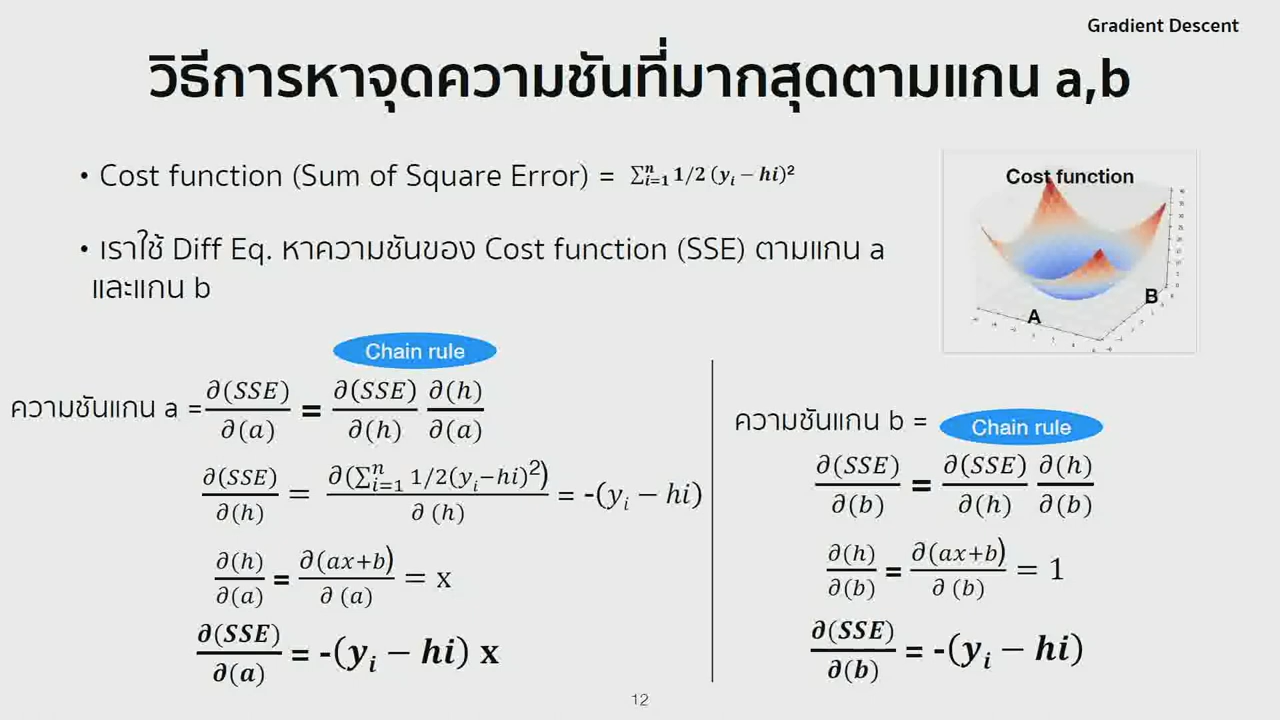 Gradient Descent
วิธีการหาจุดความชันที่มากสุดตามแกน a,b
• Cost function (Sum of Square Error) = ∑ⁿᵢ₌₁ 1/2 (yᵢ − hi)²
• เราใช้ Diff Eq. หาความชันของ Cost function (SSE) ตามแกน a
และแกน b
Cost function
A
B
Chain rule
ความชันแกน a = ∂(SSE)/∂(a) = ∂(SSE)/∂(h) ∂(h)/∂(a)
∂(SSE)/∂(h) = ∂(∑ⁿᵢ₌₁ 1/2(yᵢ−hi)²)/∂ (h) = -(yᵢ − hi)
∂(h)/∂(a) = ∂(ax+b)/∂ (a) = x
∂(SSE)/∂(a) = -(yᵢ − hi) x
ความชันแกน b =
Chain rule
∂(SSE)/∂(b) = ∂(SSE)/∂(h) ∂(h)/∂(b)
∂(h)/∂(b) = ∂(ax+b)/∂ (b) = 1
∂(SSE)/∂(b) = -(yᵢ − hi)
12